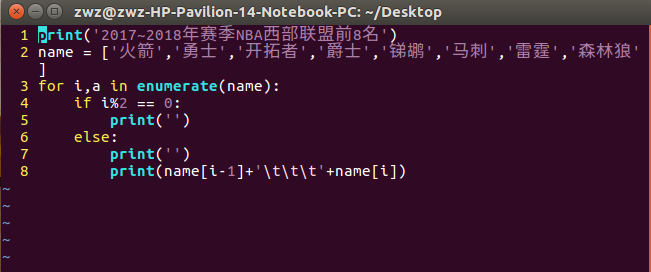 zwz@zwz-HP-Pavilion-14-Notebook-PC: ~/Desktop
1 print('2017~2018年赛季NBA西部联盟前8名')
2 name = ['火箭','勇士','开拓者','爵士','锑鹕','马刺','雷霆','森林狼'
]
3 for i,a in enumerate(name):
4     if i%2 == 0:
5         print('')
6     else:
7         print('')
8         print(name[i-1]+'\t\t\t'+name[i])
~
~
~
~
~